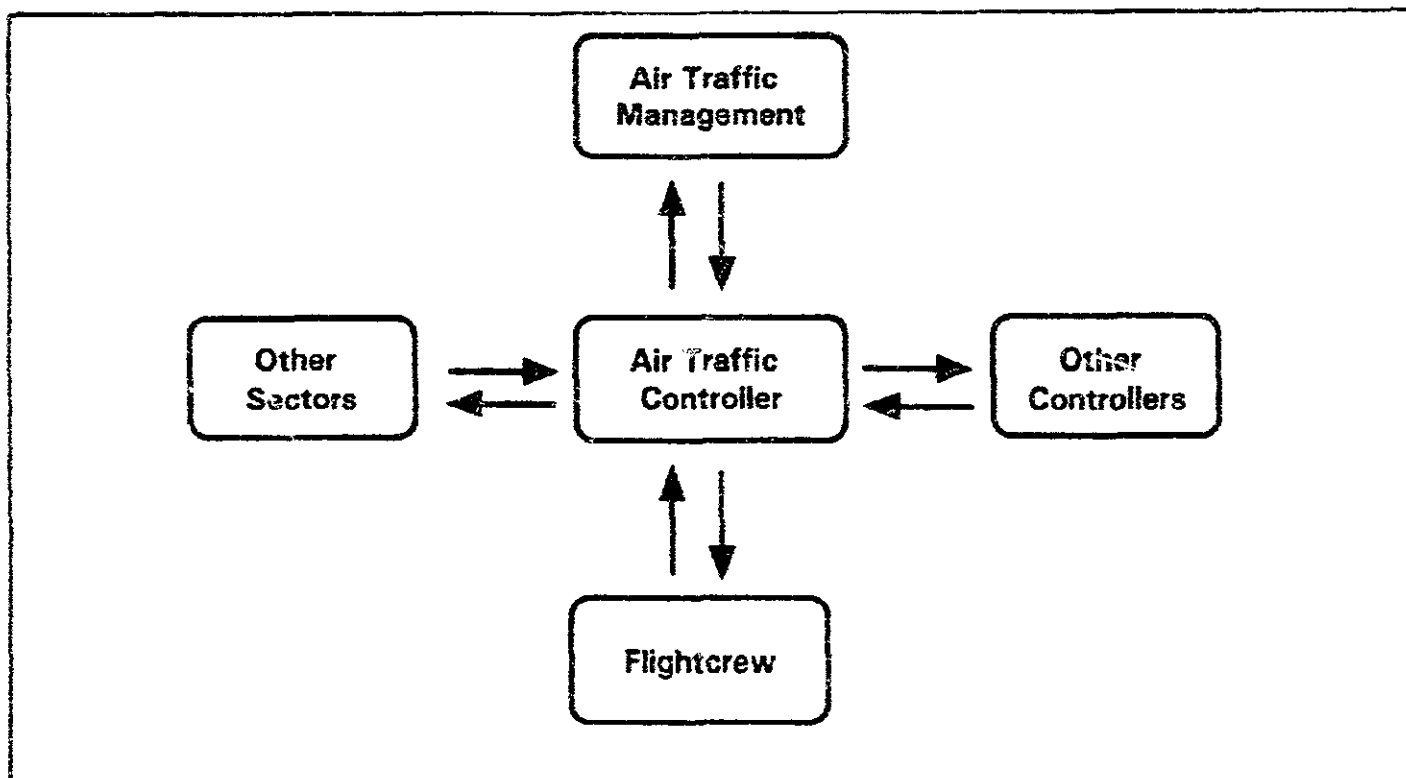 Air Traffic
Management
Other
Sectors
Air Traffic
Controller
Other
Controllers
Flightcrew